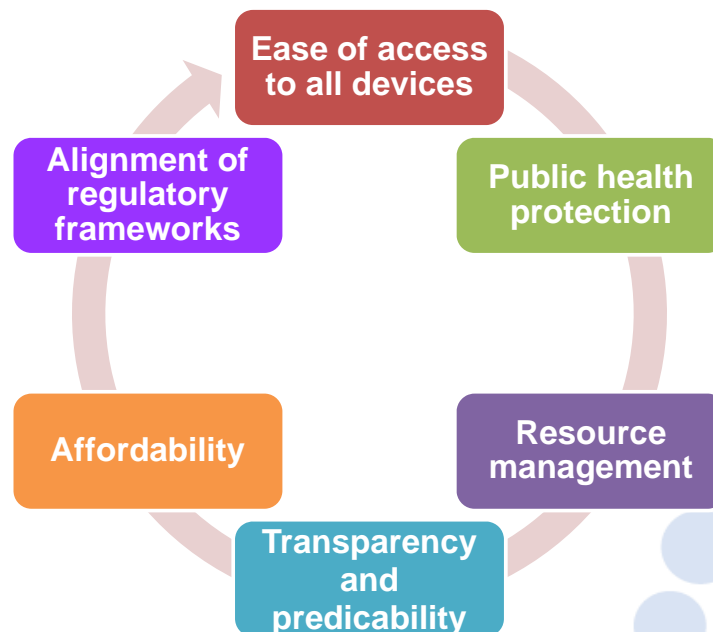 Ease of access
to all devices
Public health
protection
Resource
management
Transparency
and
predicability
Affordability
Alignment of
regulatory
frameworks